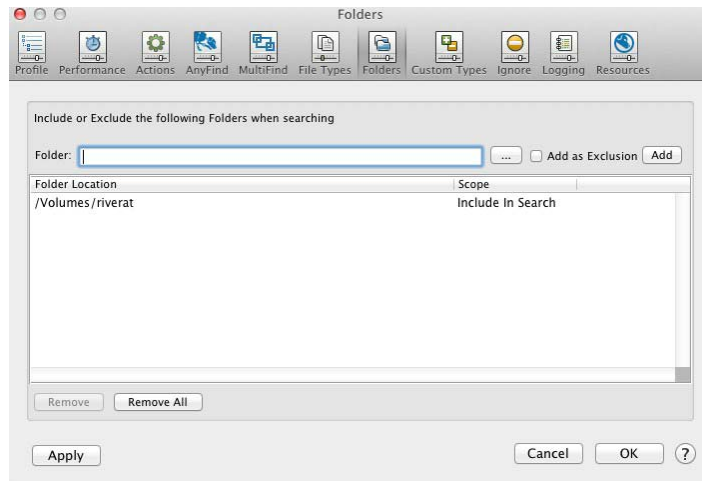 Folders
Profile Performance Actions AnyFind MultiFind File Types Folders Custom Types Ignore Logging Resources
Include or Exclude the following Folders when searching
Folder: ... Add as Exclusion Add
Folder Location Scope
/Volumes/riverat Include In Search
Remove Remove All
Apply Cancel OK ?